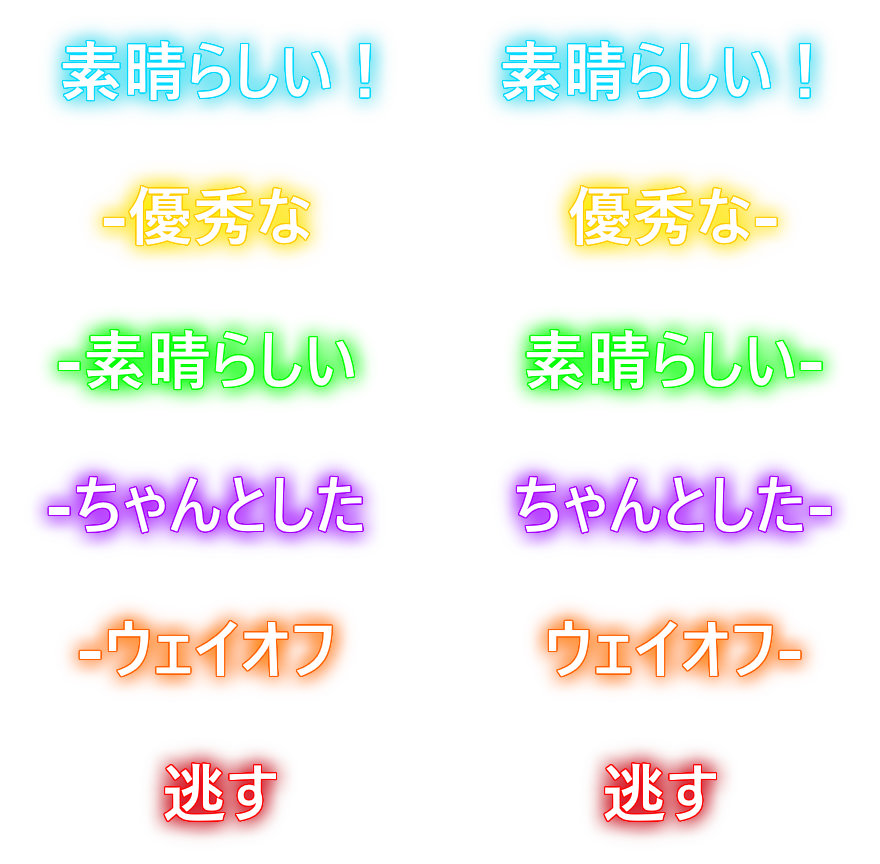 素晴らしい！ 素晴らしい！
-優秀な 優秀な-
-素晴らしい 素晴らしい-
-ちゃんとした ちゃんとした-
-ウェイオフ ウェイオフ-
逃す 逃す